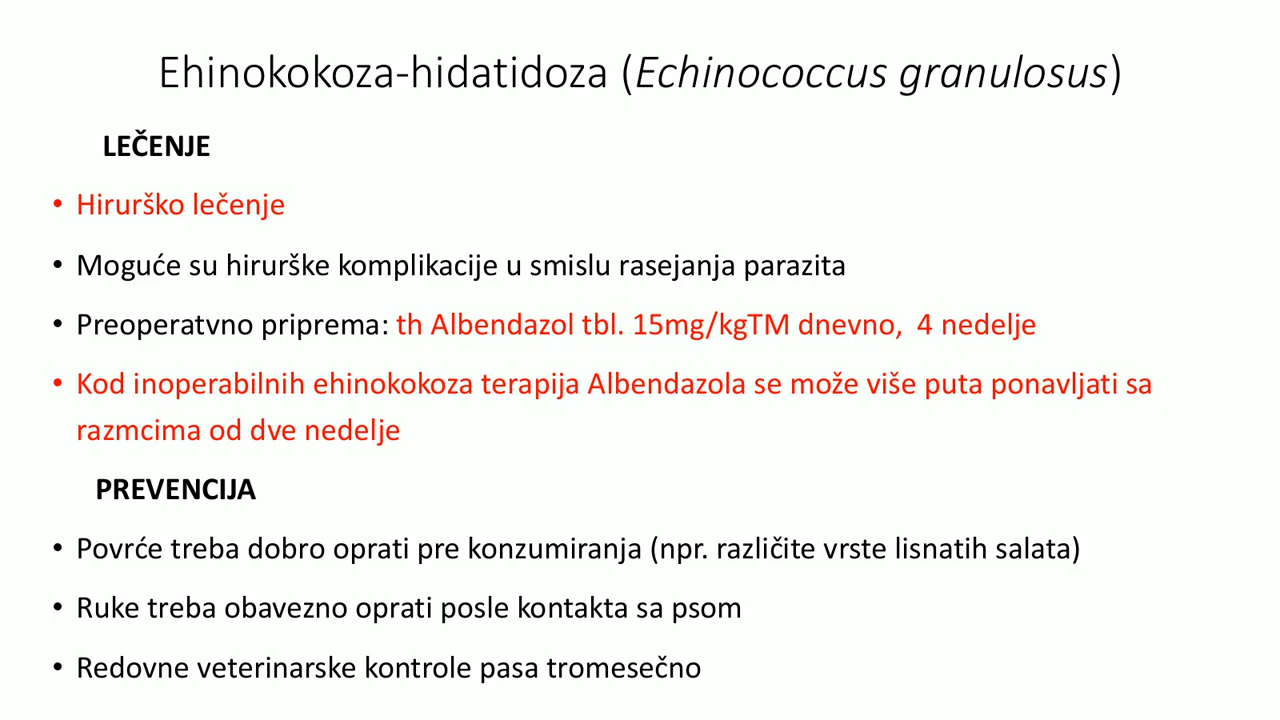 Ehinokokoza-hidatidoza (Echinococcus granulosus)
LEČENJE
• Hirurško lečenje
• Moguće su hirurške komplikacije u smislu rasejanja parazita
• Preoperatvno priprema: th Albendazol tbl. 15mg/kgTM dnevno, 4 nedelje
• Kod inoperabilnih ehinokokoza terapija Albendazola se može više puta ponavljati sa
razmcima od dve nedelje
PREVENCIJA
• Povrće treba dobro oprati pre konzumiranja (npr. različite vrste lisnatih salata)
• Ruke treba obavezno oprati posle kontakta sa psom
• Redovne veterinarske kontrole pasa tromesečno